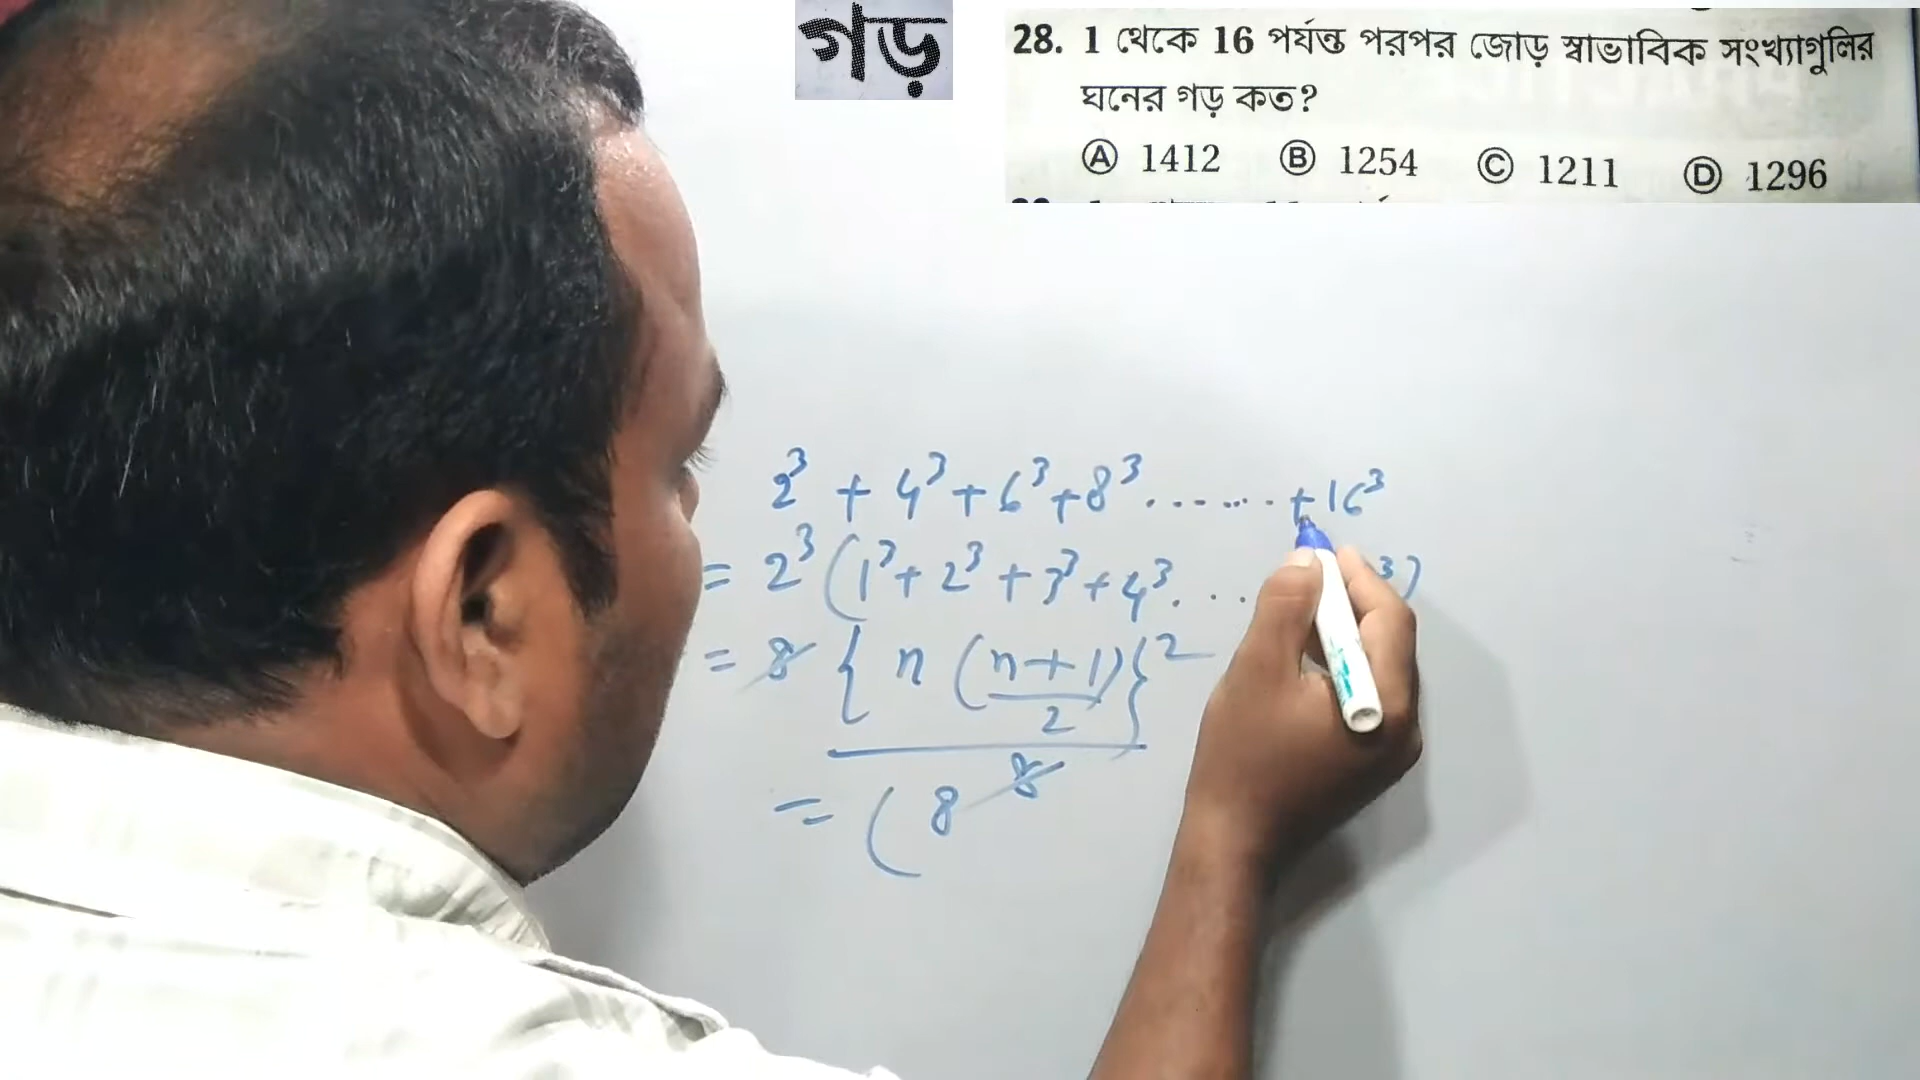 গড়
28. 1 থেকে 16 পর্যন্ত পরপর জোড় স্বাভাবিক সংখ্যাগুলির
ঘনের গড় কত?
Ⓐ 1412 Ⓑ 1254 Ⓒ 1211 Ⓓ 1296
2³ + 4³ + 6³ + 8³ ....... + 16³
= 2³ (1³ + 2³ + 3³ + 4³ . . . ³)
= 8 { n (n+1)/2 }²
8
= ( 8